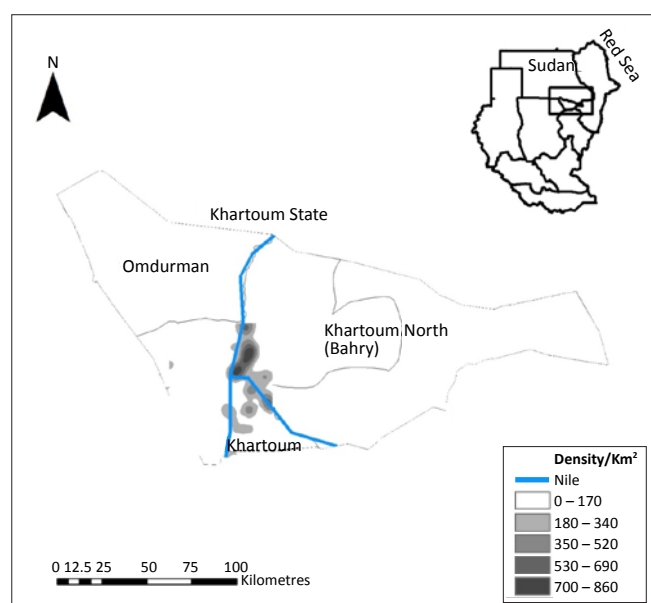 N
Sudan
Red Sea
Khartoum State
Omdurman
Khartoum North
(Bahry)
Khartoum
Density/Km²
Nile
0 – 170
180 – 340
350 – 520
530 – 690
700 – 860
0 12.5 25 50 75 100
Kilometres